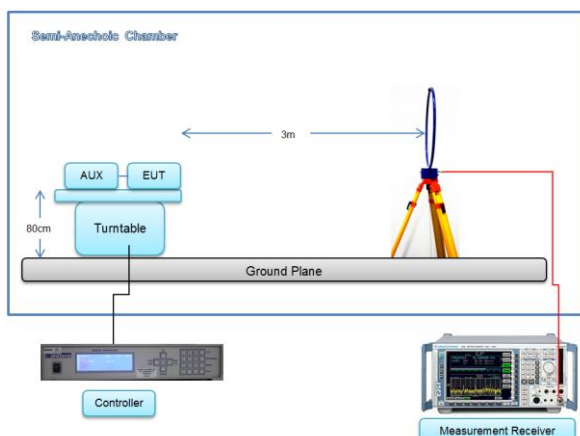 Semi-Anechoic Chamber
3m
AUX
EUT
80cm
Turntable
Ground Plane
Controller
Measurement Receiver